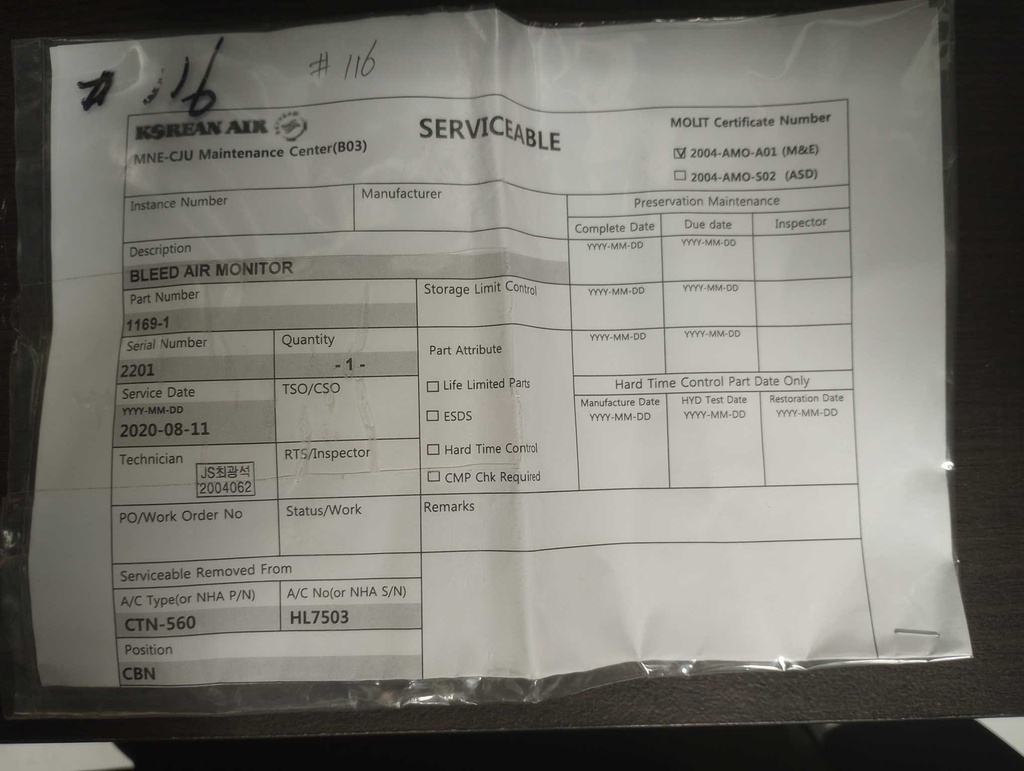 # 116
# 116
KOREAN AIR
MNE-CJU Maintenance Center(B03)
SERVICEABLE
MOLIT Certificate Number
☑ 2004-AMO-A01 (M&E)
☐ 2004-AMO-S02 (ASD)
Instance Number
Manufacturer
Preservation Maintenance
Complete Date
Due date
Inspector
YYYY-MM-DD
YYYY-MM-DD
Description
BLEED AIR MONITOR
Part Number
1169-1
Storage Limit Control
YYYY-MM-DD
YYYY-MM-DD
Serial Number
2201
Quantity
- 1 -
Part Attribute
☐ Life Limited Parts
☐ ESDS
☐ Hard Time Control
☐ CMP Chk Required
YYYY-MM-DD
YYYY-MM-DD
Hard Time Control Part Date Only
Manufacture Date
YYYY-MM-DD
HYD Test Date
YYYY-MM-DD
Restoration Date
YYYY-MM-DD
Service Date
YYYY-MM-DD
2020-08-11
TSO/CSO
Technician
JS최광석
2004062
RTS/Inspector
PO/Work Order No
Status/Work
Remarks
Serviceable Removed From
A/C Type(or NHA P/N)
CTN-560
A/C No(or NHA S/N)
HL7503
Position
CBN